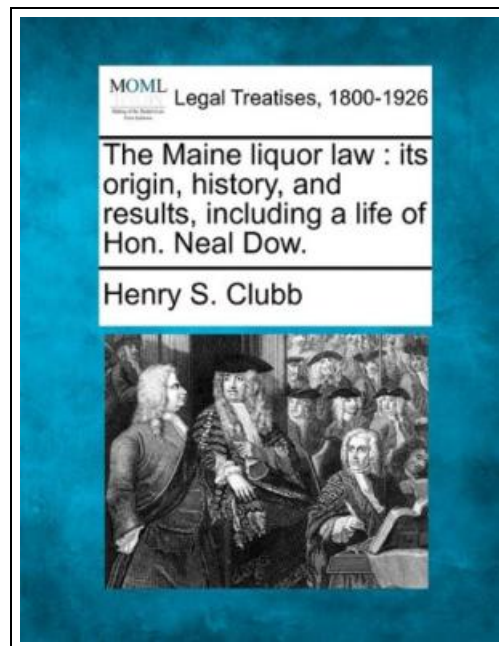 MOML
Legal Treatises, 1800-1926
The Maine liquor law : its
origin, history, and
results, including a life of
Hon. Neal Dow.
Henry S. Clubb